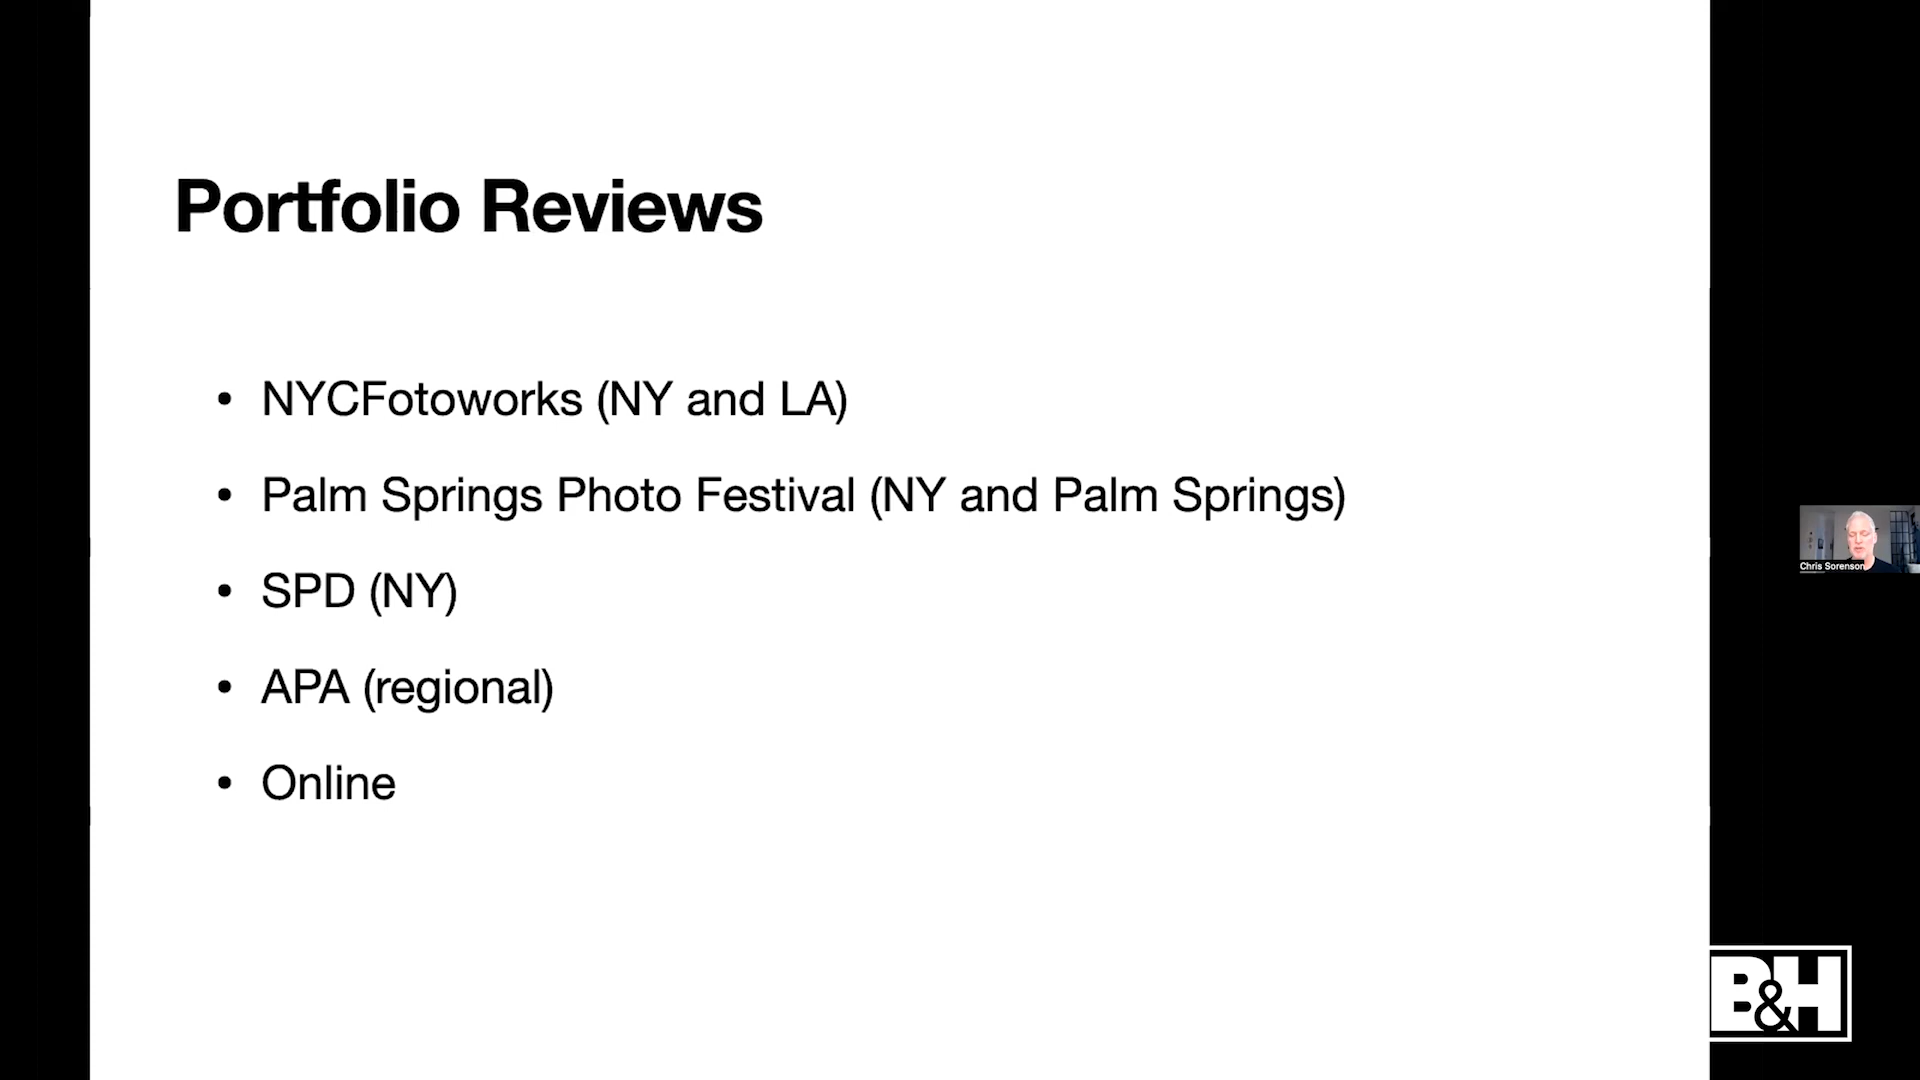 Portfolio Reviews
• NYCFotoworks (NY and LA)
• Palm Springs Photo Festival (NY and Palm Springs)
• SPD (NY)
• APA (regional)
• Online
Chris Sorenson
B&H